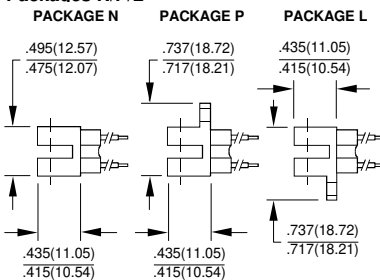 PACKAGE N PACKAGE P PACKAGE L
.495(12.57) .737(18.72) .435(11.05)
.475(12.07) .717(18.21) .415(10.54)
.737(18.72)
.717(18.21)
.435(11.05) .435(11.05)
.415(10.54) .415(10.54)